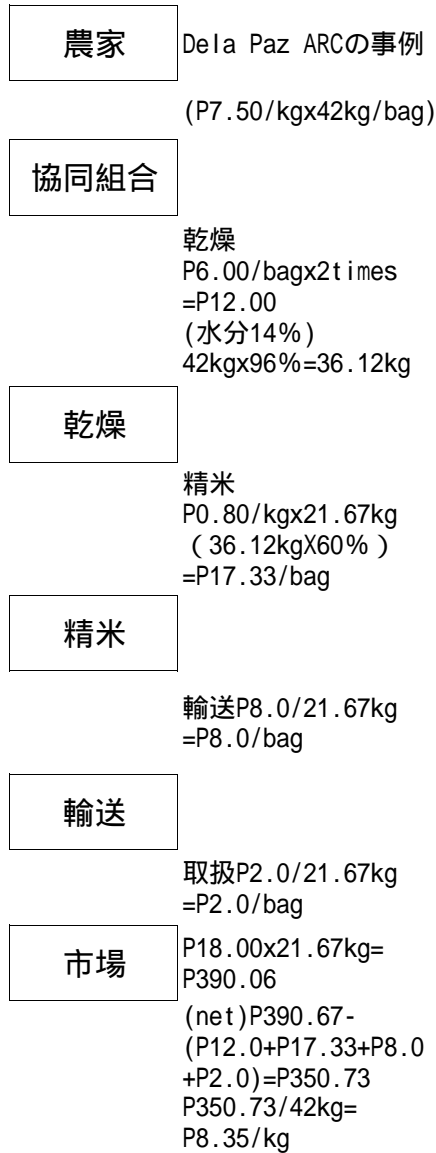 農家
Dela Paz ARCの事例
(P7.50/kgx42kg/bag)
協同組合
乾燥
P6.00/bagx2times
=P12.00
(水分14%)
42kgx96%=36.12kg
乾燥
精米
P0.80/kgx21.67kg
(36.12kgX60%)
=P17.33/bag
精米
輸送P8.0/21.67kg
=P8.0/bag
輸送
取扱P2.0/21.67kg
=P2.0/bag
市場
P18.00x21.67kg=
P390.06
(net)P390.67-
(P12.0+P17.33+P8.0
+P2.0)=P350.73
P350.73/42kg=
P8.35/kg